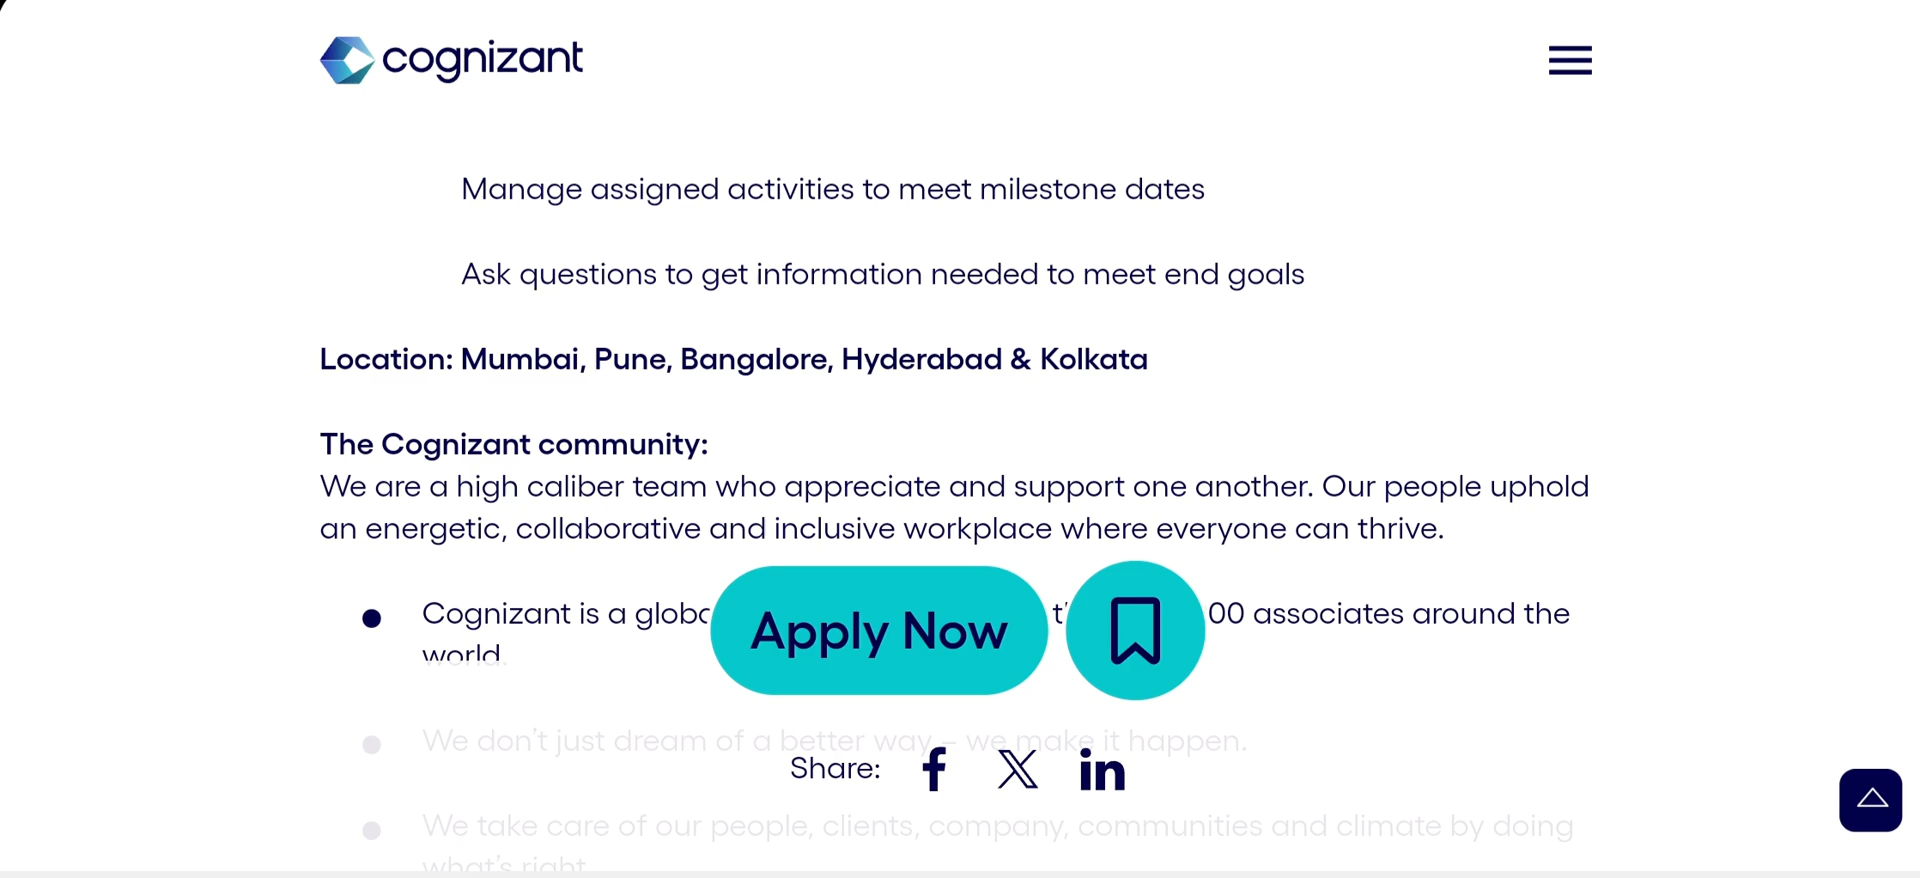 cognizant
Manage assigned activities to meet milestone dates
Ask questions to get information needed to meet end goals
Location: Mumbai, Pune, Bangalore, Hyderabad & Kolkata
The Cognizant community:
We are a high caliber team who appreciate and support one another. Our people uphold
an energetic, collaborative and inclusive workplace where everyone can thrive.
Cognizant is a 00 associates around the
world.
Apply Now
We don't just dream of a better way – we make it happen.
Share:
We take care of our people, clients, company, communities and climate by doing
what's right.